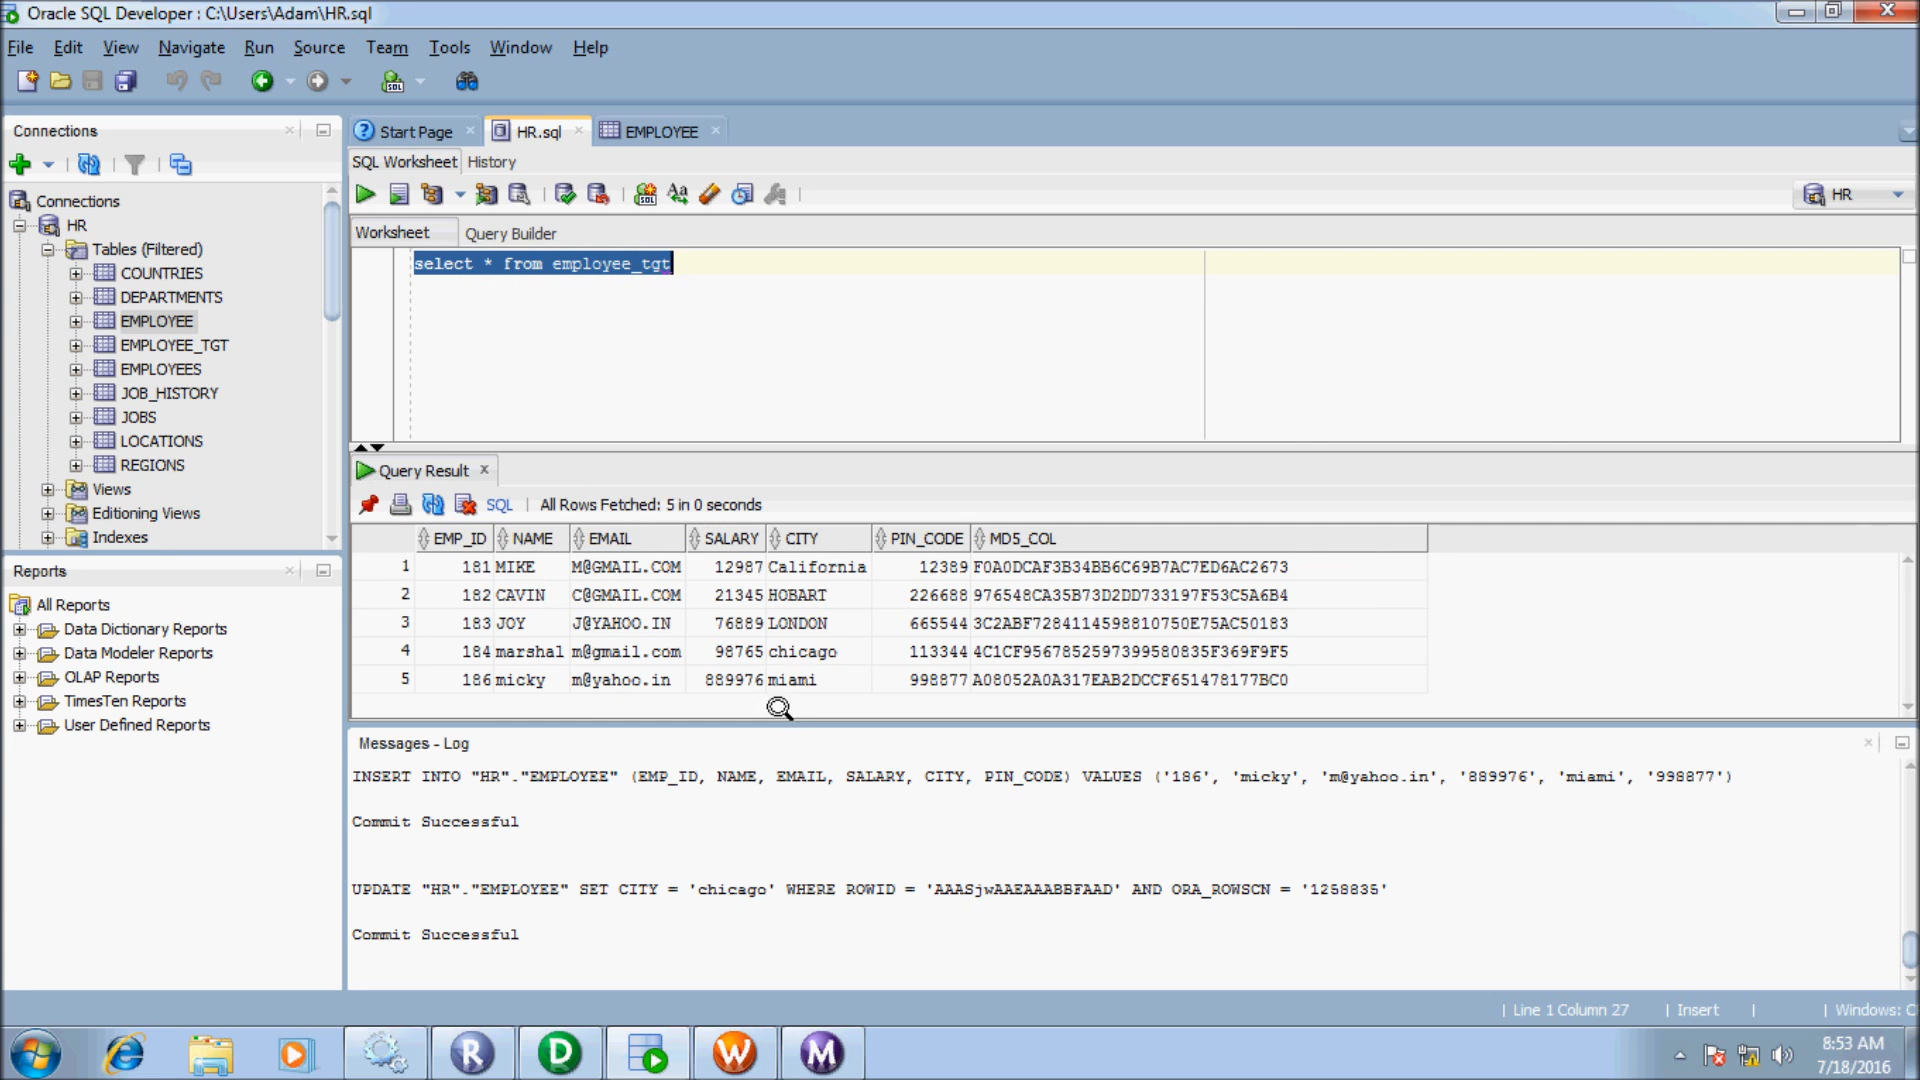 Oracle SQL Developer : C:\Users\Adam\HR.sql
File Edit View Navigate Run Source Team Tools Window Help
Connections
Start Page
HR.sql
EMPLOYEE
SQL Worksheet History
HR
Worksheet Query Builder
select * from employee_tgt
Connections
HR
Tables (Filtered)
COUNTRIES
DEPARTMENTS
EMPLOYEE
EMPLOYEE_TGT
EMPLOYEES
JOB_HISTORY
JOBS
LOCATIONS
REGIONS
Views
Editioning Views
Indexes
Query Result
SQL | All Rows Fetched: 5 in 0 seconds
EMP_ID NAME EMAIL SALARY CITY PIN_CODE MD5_COL
1 181 MIKE M@GMAIL.COM 12987 California 12389 F0A0DCAF3B34BB6C69B7AC7ED6AC2673
2 182 CAVIN C@GMAIL.COM 21345 HOBART 226688 976548CA35B73D2DD733197F53C5A6B4
3 183 JOY J@YAHOO.IN 76889 LONDON 665544 3C2ABF7284114598810750E75AC50183
4 184 marshal m@gmail.com 98765 chicago 113344 4C1CF9567852597399580835F369F9F5
5 186 micky m@yahoo.in 889976 miami 998877 A08052A0A317EAB2DCCF651478177BC0
Reports
All Reports
Data Dictionary Reports
Data Modeler Reports
OLAP Reports
TimesTen Reports
User Defined Reports
Messages - Log
INSERT INTO "HR"."EMPLOYEE" (EMP_ID, NAME, EMAIL, SALARY, CITY, PIN_CODE) VALUES ('186', 'micky', 'm@yahoo.in', '889976', 'miami', '998877')
Commit Successful
UPDATE "HR"."EMPLOYEE" SET CITY = 'chicago' WHERE ROWID = 'AAASjwAAEAAABBFAAD' AND ORA_ROWSCN = '1258835'
Commit Successful
| Line 1 Column 27 | Insert | | Windows: C
R D W M
8:53 AM
7/18/2016